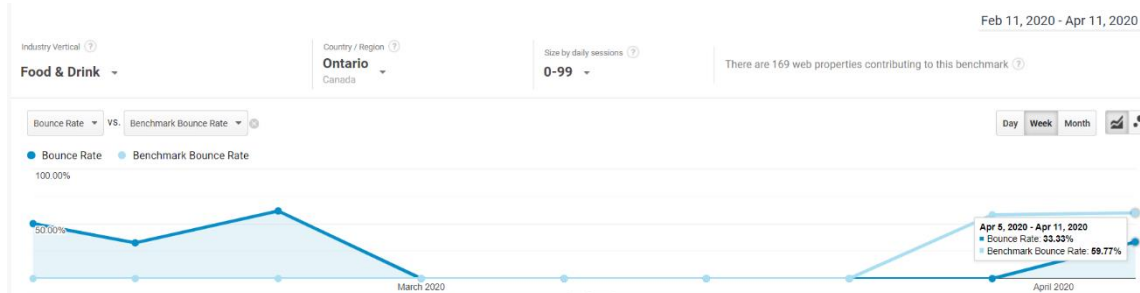 Feb 11, 2020 - Apr 11, 2020
Industry Vertical ?
Food & Drink
Country / Region ?
Ontario
Canada
Size by daily sessions ?
0-99
There are 169 web properties contributing to this benchmark ?
Bounce Rate VS. Benchmark Bounce Rate
Day Week Month
Bounce Rate Benchmark Bounce Rate
100.00%
50.00%
Apr 5, 2020 - Apr 11, 2020
Bounce Rate: 33.33%
Benchmark Bounce Rate: 59.77%
March 2020 April 2020